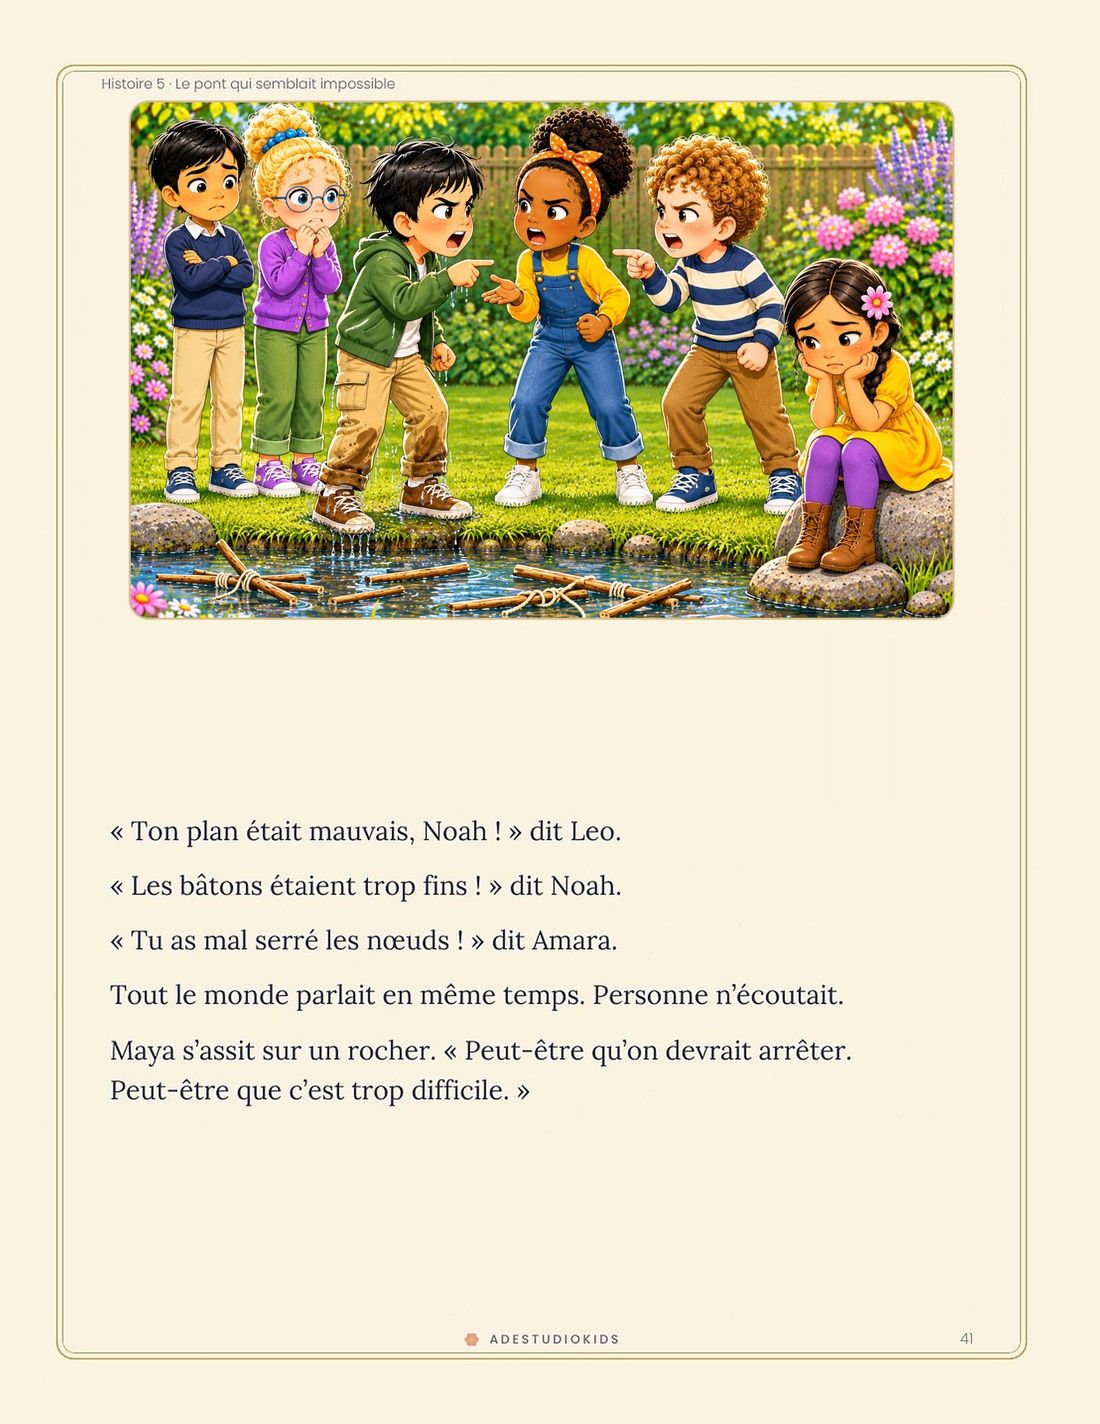 Histoire 5 · Le pont qui semblait impossible
« Ton plan était mauvais, Noah ! » dit Leo.
« Les bâtons étaient trop fins ! » dit Noah.
« Tu as mal serré les nœuds ! » dit Amara.
Tout le monde parlait en même temps. Personne n’écoutait.
Maya s’assit sur un rocher. « Peut-être qu’on devrait arrêter.
Peut-être que c’est trop difficile. »
ADESTUDIOKIDS
41